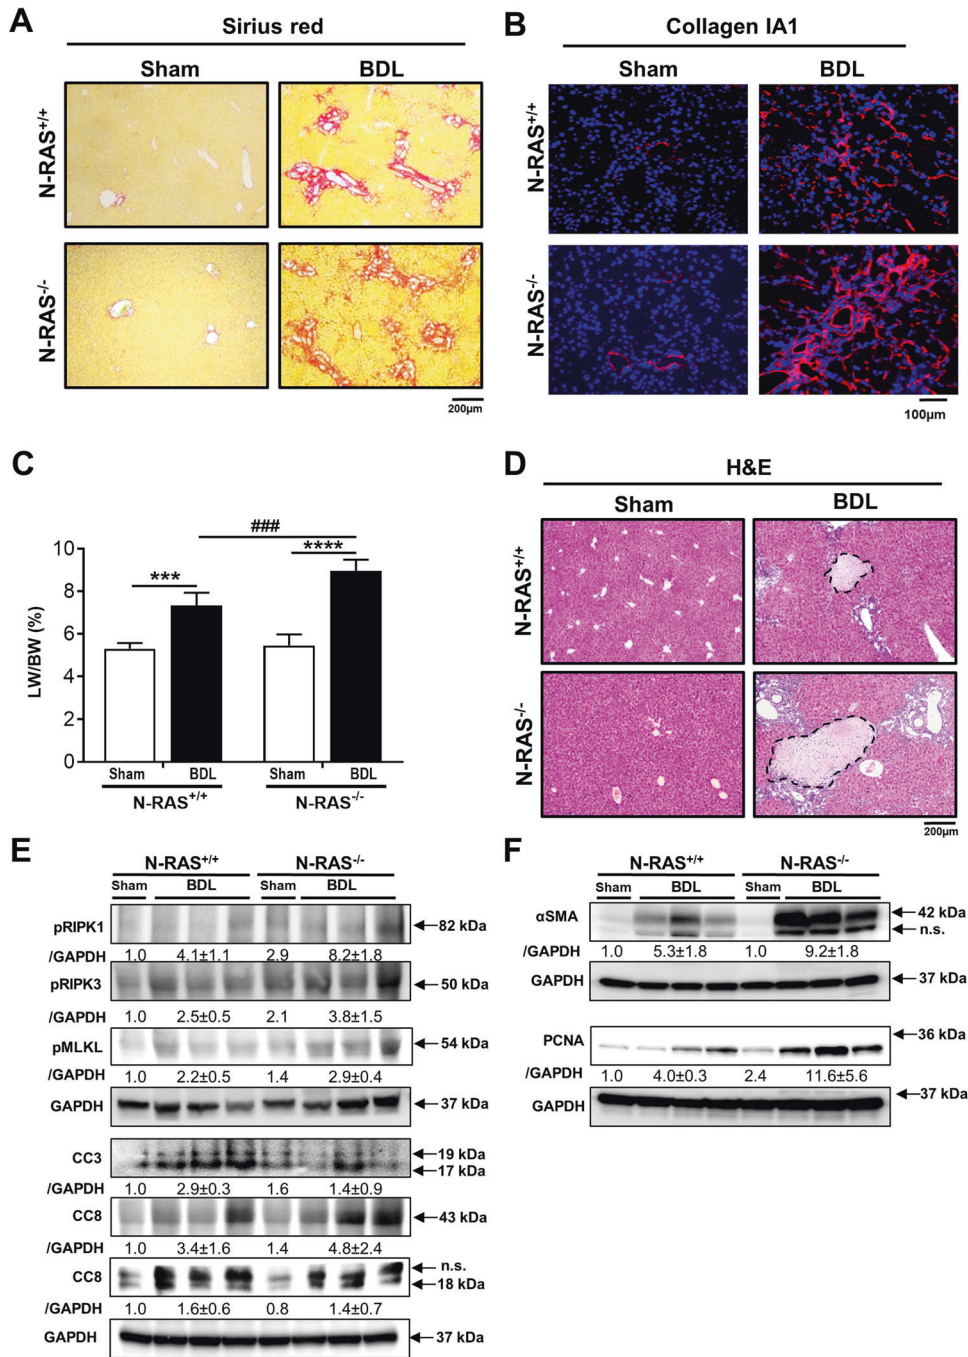 A
Sirius red
Sham BDL
N-RAS+/+
N-RAS-/-
200µm
B
Collagen IA1
Sham BDL
N-RAS+/+
N-RAS-/-
100µm
C
LW/BW (%)
10
8
6
4
2
0
###
***
****
Sham BDL Sham BDL
N-RAS+/+ N-RAS-/-
D
H&E
Sham BDL
N-RAS+/+
N-RAS-/-
200µm
E
N-RAS+/+ N-RAS-/-
Sham BDL Sham BDL
pRIPK1 82 kDa
/GAPDH 1.0 4.1±1.1 2.9 8.2±1.8
pRIPK3 50 kDa
/GAPDH 1.0 2.5±0.5 2.1 3.8±1.5
pMLKL 54 kDa
/GAPDH 1.0 2.2±0.5 1.4 2.9±0.4
GAPDH 37 kDa
CC3 19 kDa
17 kDa
/GAPDH 1.0 2.9±0.3 1.6 1.4±0.9
CC8 43 kDa
/GAPDH 1.0 3.4±1.6 1.4 4.8±2.4
n.s.
CC8 18 kDa
/GAPDH 1.0 1.6±0.6 0.8 1.4±0.7
GAPDH 37 kDa
F
N-RAS+/+ N-RAS-/-
Sham BDL Sham BDL
αSMA 42 kDa
n.s.
/GAPDH 1.0 5.3±1.8 1.0 9.2±1.8
GAPDH 37 kDa
36 kDa
PCNA
/GAPDH 1.0 4.0±0.3 2.4 11.6±5.6
37 kDa
GAPDH